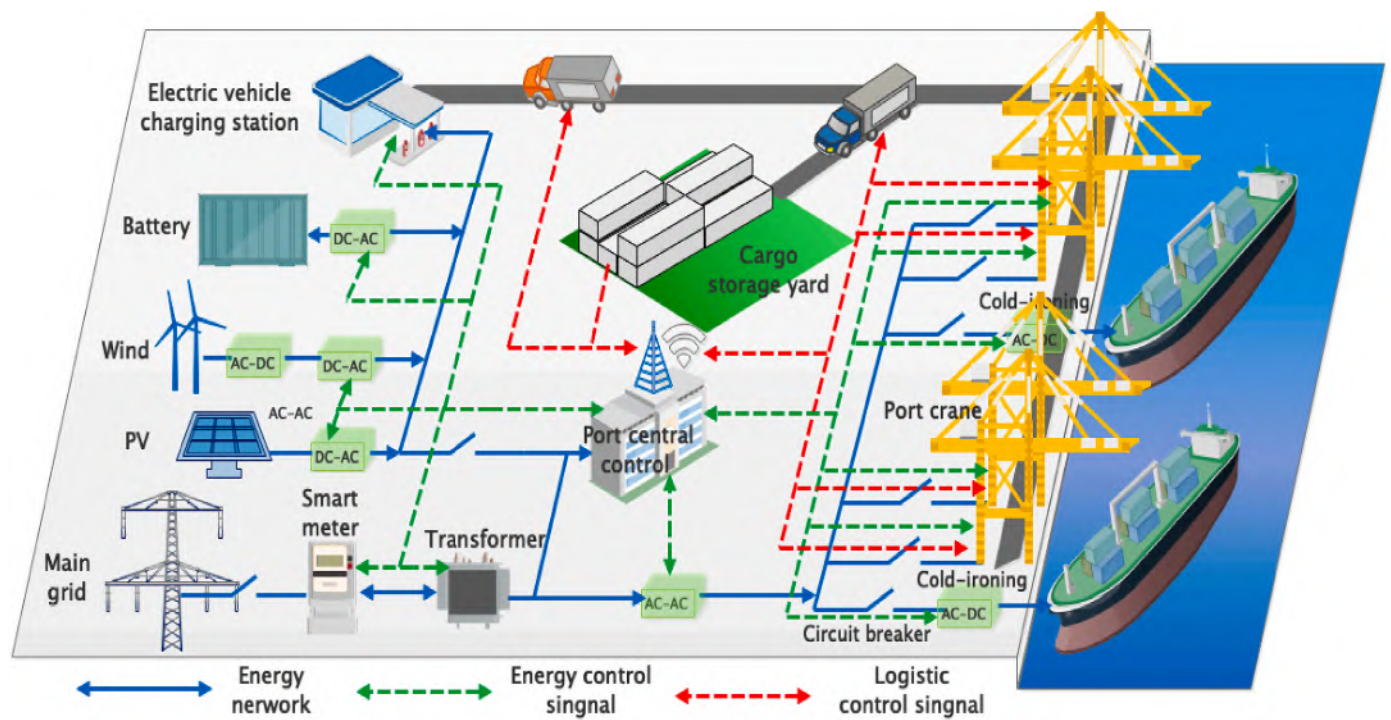 Electric vehicle
charging station
Battery
DC-AC
Cargo
storage yard
Cold-ironing
Wind
AC-DC
DC-AC
AC-DC
AC-AC
Port crane
PV
DC-AC
Port central
control
Smart
meter
Transformer
Main
grid
AC-AC
Cold-ironing
AC-DC
Circuit breaker
Energy
nerwork
Energy control
singnal
Logistic
control singnal